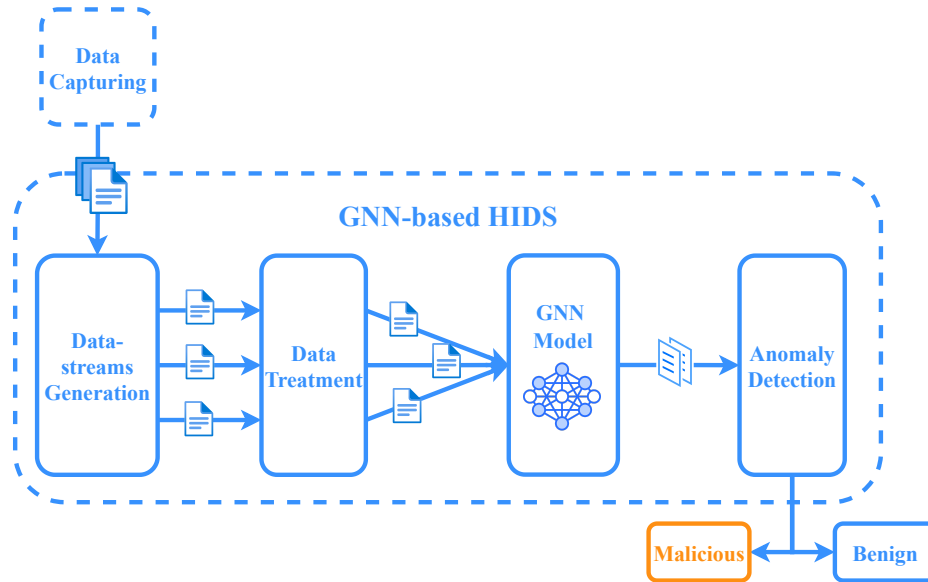 Data
Capturing
GNN-based HIDS
Data-
streams
Generation
Data
Treatment
GNN
Model
Anomaly
Detection
Malicious
Benign